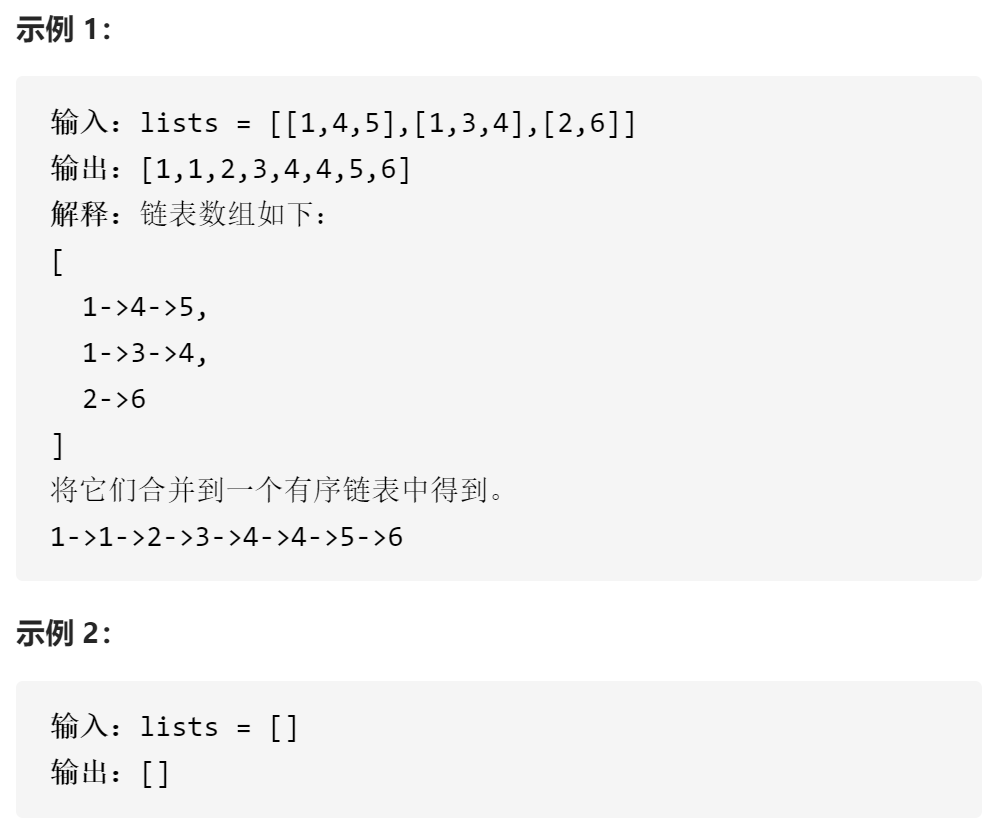 示例 1：
输入：lists = [[1,4,5],[1,3,4],[2,6]]
输出：[1,1,2,3,4,4,5,6]
解释：链表数组如下：
[
  1->4->5,
  1->3->4,
  2->6
]
将它们合并到一个有序链表中得到。
1->1->2->3->4->4->5->6
示例 2：
输入：lists = []
输出：[]